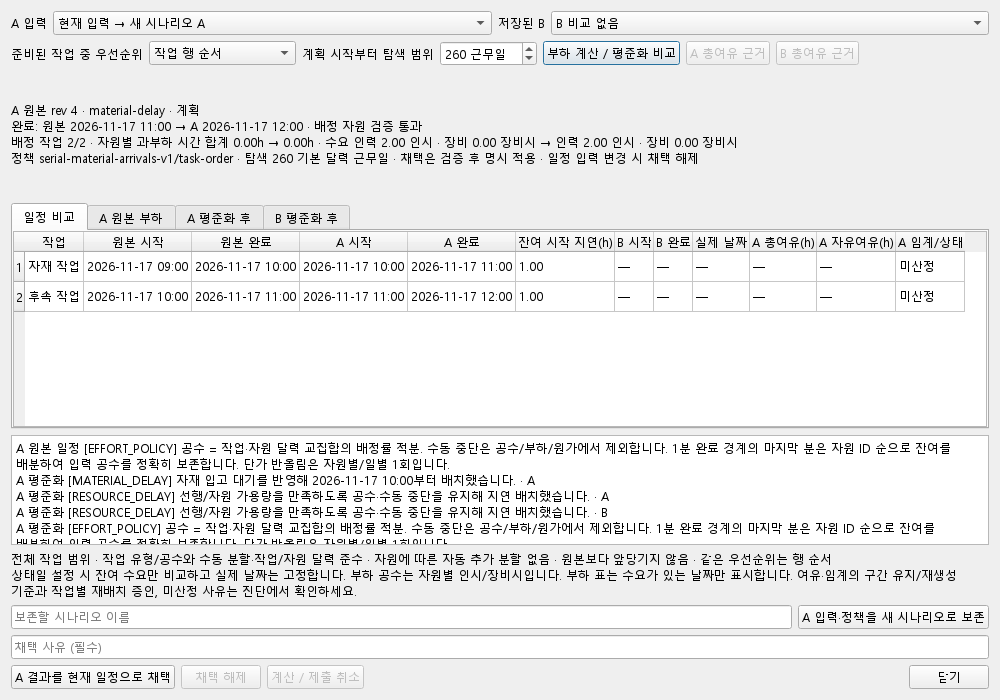 A 입력 현재 입력 → 새 시나리오 A 저장된 B B 비교 없음
준비된 작업 중 우선순위 작업 행 순서 계획 시작부터 탐색 범위 260 근무일 부하 계산 / 평준화 비교 A 총여유 근거 B 총여유 근거
A 원본 rev 4 · material-delay · 계획
완료: 원본 2026-11-17 11:00 → A 2026-11-17 12:00 · 배정 자원 검증 통과
배정 작업 2/2 · 자원별 과부하 시간 합계 0.00h → 0.00h · 수요 인력 2.00 인시 · 장비 0.00 장비시 → 인력 2.00 인시 · 장비 0.00 장비시
정책 serial-material-arrivals-v1/task-order · 탐색 260 기본 달력 근무일 · 채택은 검증 후 명시 적용 · 일정 입력 변경 시 채택 해제
일정 비교 A 원본 부하 A 평준화 후 B 평준화 후
작업 원본 시작 원본 완료 A 시작 A 완료 잔여 시작 지연(h) B 시작 B 완료 실제 날짜 A 총여유(h) A 자유여유(h) A 임계/상태
1 자재 작업 2026-11-17 09:00 2026-11-17 10:00 2026-11-17 10:00 2026-11-17 11:00 1.00 — — — — — 미산정
2 후속 작업 2026-11-17 10:00 2026-11-17 11:00 2026-11-17 11:00 2026-11-17 12:00 1.00 — — — — — 미산정
A 원본 일정 [EFFORT_POLICY] 공수 = 작업·자원 달력 교집합의 배정률 적분. 수동 중단은 공수/부하/원가에서 제외합니다. 1분 완료 경계의 마지막 분은 자원 ID 순으로 잔여를
배분하여 입력 공수를 정확히 보존합니다. 단가 반올림은 자원별/일별 1회입니다.
A 평준화 [MATERIAL_DELAY] 자재 입고 대기를 반영해 2026-11-17 10:00부터 배치했습니다. · A
A 평준화 [RESOURCE_DELAY] 선행/자원 가용량을 만족하도록 공수·수동 중단을 유지해 지연 배치했습니다. · A
A 평준화 [RESOURCE_DELAY] 선행/자원 가용량을 만족하도록 공수·수동 중단을 유지해 지연 배치했습니다. · B
A 평준화 [EFFORT_POLICY] 공수 = 작업·자원 달력 교집합의 배정률 적분. 수동 중단은 공수/부하/원가에서 제외합니다. 1분 완료 경계의 마지막 분은 자원 ID 순으로 잔여를
배분하여 입력 공수를 정확히 보존합니다. 단가 반올림은 자원별/일별 1회입니다.
전체 작업 범위 · 작업 유형/공수와 수동 분할·작업/자원 달력 준수 · 자원에 따른 자동 추가 분할 없음 · 원본보다 앞당기지 않음 · 같은 우선순위는 행 순서
상태일 설정 시 잔여 수요만 비교하고 실제 날짜는 고정합니다. 부하 공수는 자원별 인시/장비시입니다. 부하 표는 수요가 있는 날짜만 표시합니다. 여유·임계의 구간 유지/재생성
기준과 작업별 재배치 증인, 미산정 사유는 진단에서 확인하세요.
보존할 시나리오 이름 A 입력·정책을 새 시나리오로 보존
채택 사유 (필수)
A 결과를 현재 일정으로 채택 채택 해제 계산 / 제출 취소 닫기